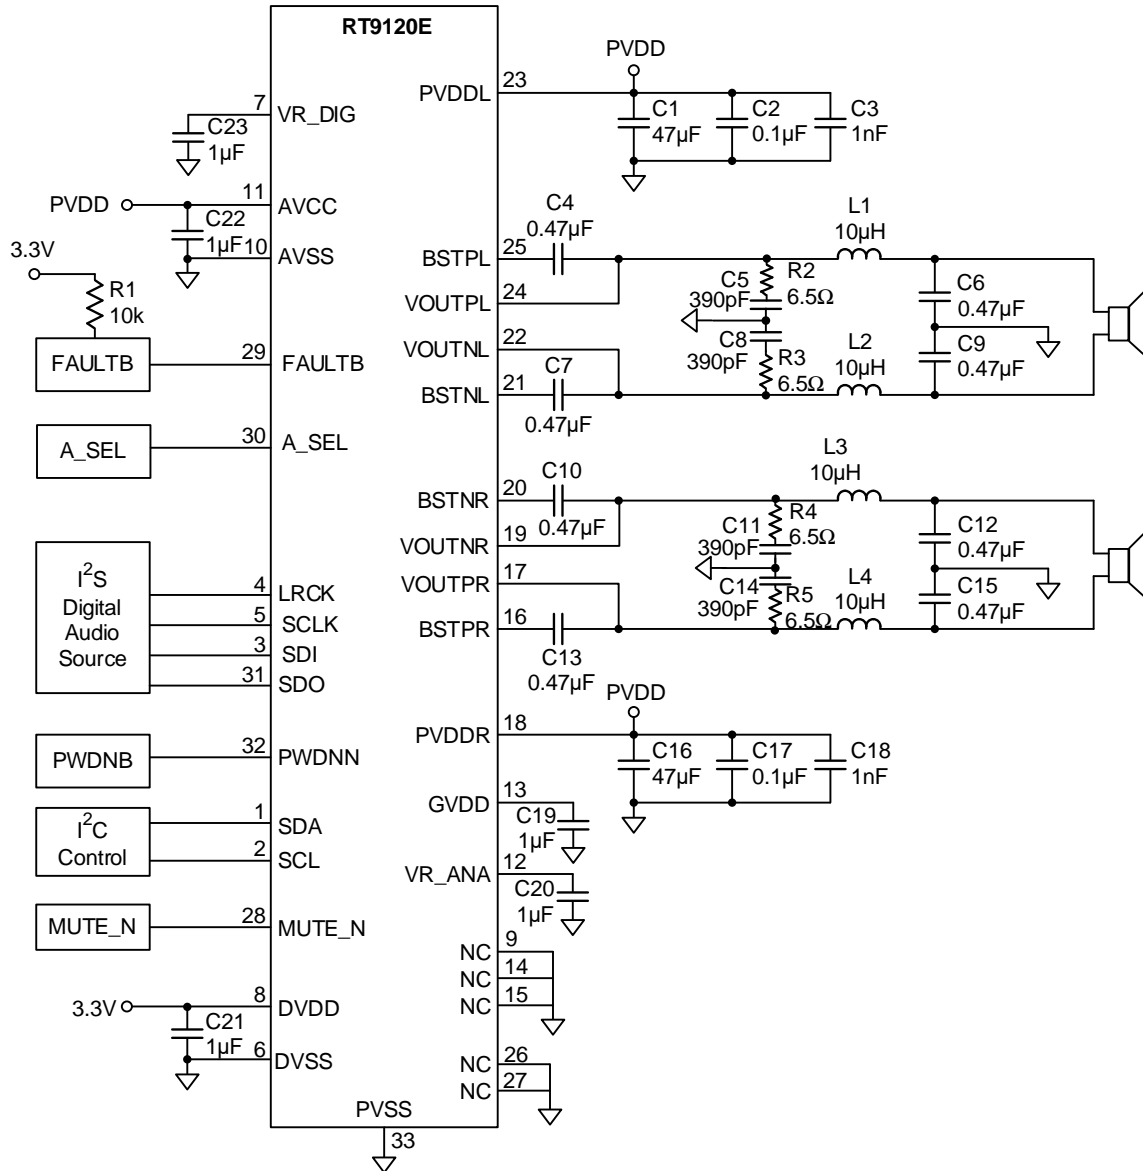 RT9120E
7 VR_DIG
C23
1µF
PVDD
11 AVCC
C22
1µF
10 AVSS
3.3V
R1
10k
FAULTB
29 FAULTB
A_SEL
30 A_SEL
I²S
Digital
Audio
Source
4 LRCK
5 SCLK
3 SDI
31 SDO
PWDNB
32 PWDNN
I²C
Control
1 SDA
2 SCL
MUTE_N
28 MUTE_N
3.3V
8 DVDD
C21
1µF
6 DVSS
PVSS
33
PVDD
PVDDL 23
C1
47µF
C2
0.1µF
C3
1nF
C4
0.47µF
BSTPL 25
VOUTPL 24
VOUTNL 22
BSTNL 21
C7
0.47µF
C5
390pF
R2
6.5Ω
C8
390pF
R3
6.5Ω
L1
10µH
L2
10µH
C6
0.47µF
C9
0.47µF
BSTNR 20
C10
0.47µF
VOUTNR 19
VOUTPR 17
BSTPR 16
C13
0.47µF
C11
390pF
R4
6.5Ω
C14
390pF
R5
6.5Ω
L3
10µH
L4
10µH
C12
0.47µF
C15
0.47µF
PVDD
PVDDR 18
C16
47µF
C17
0.1µF
C18
1nF
GVDD 13
C19
1µF
VR_ANA 12
C20
1µF
NC 9
NC 14
NC 15
NC 26
NC 27